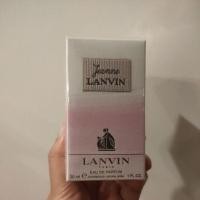 Jeanne
LANVIN
LANVIN
PARIS
EAU DE PARFUM
30 ml e 1 FL.OZ.